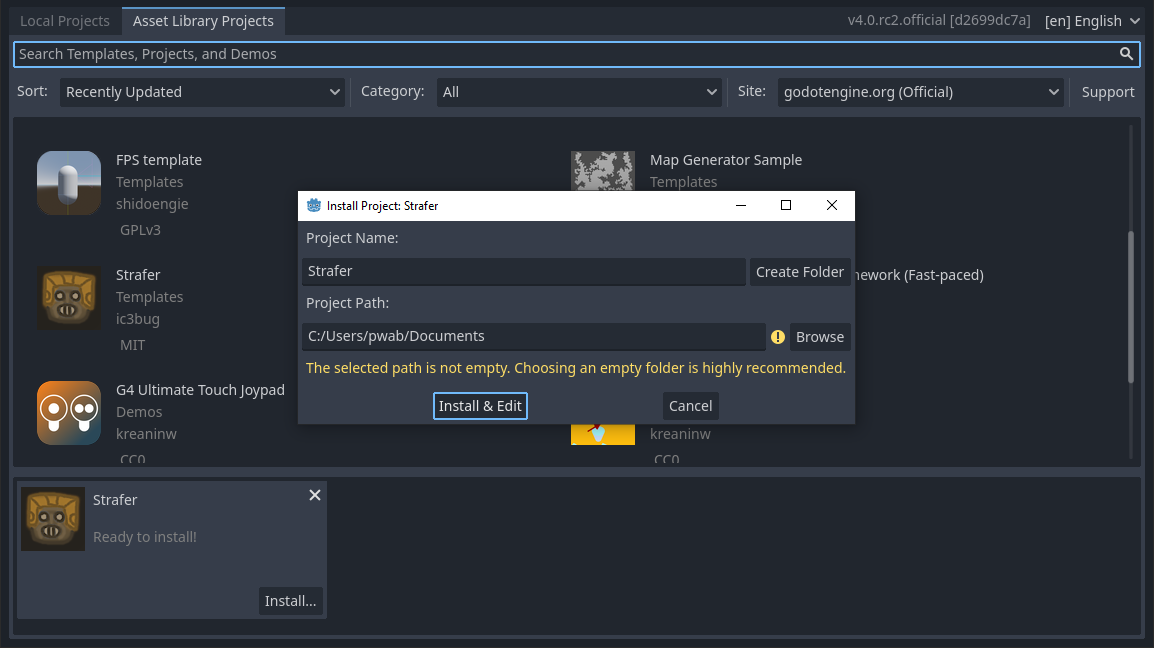 Local Projects Asset Library Projects v4.0.rc2.official [d2699dc7a] [en] English
Search Templates, Projects, and Demos
Sort: Recently Updated Category: All Site: godotengine.org (Official) Support
FPS template
Templates
shidoengie
GPLv3
Map Generator Sample
Templates
Strafer
Templates
ic3bug
MIT
ework (Fast-paced)
G4 Ultimate Touch Joypad
Demos
kreaninw
CC0
kreaninw
CC0
Install Project: Strafer
Project Name:
Strafer Create Folder
Project Path:
C:/Users/pwab/Documents Browse
The selected path is not empty. Choosing an empty folder is highly recommended.
Install & Edit Cancel
Strafer
Ready to install!
Install...